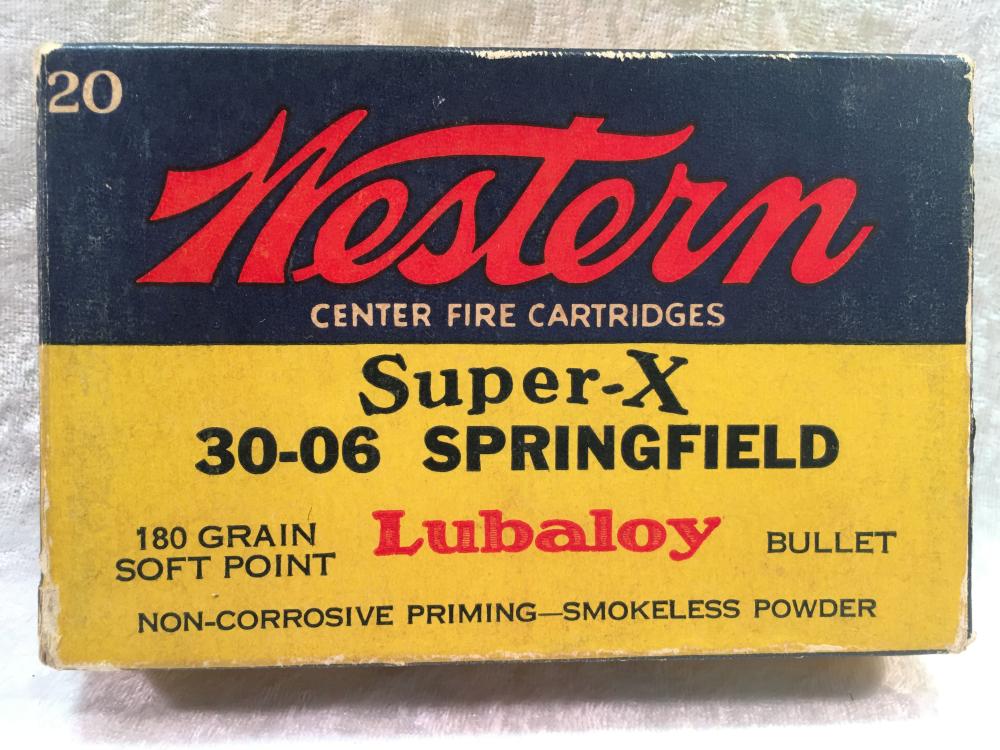 20
Western
CENTER FIRE CARTRIDGES
Super-X
30-06 SPRINGFIELD
180 GRAIN
SOFT POINT
Lubaloy
BULLET
NON-CORROSIVE PRIMING—SMOKELESS POWDER